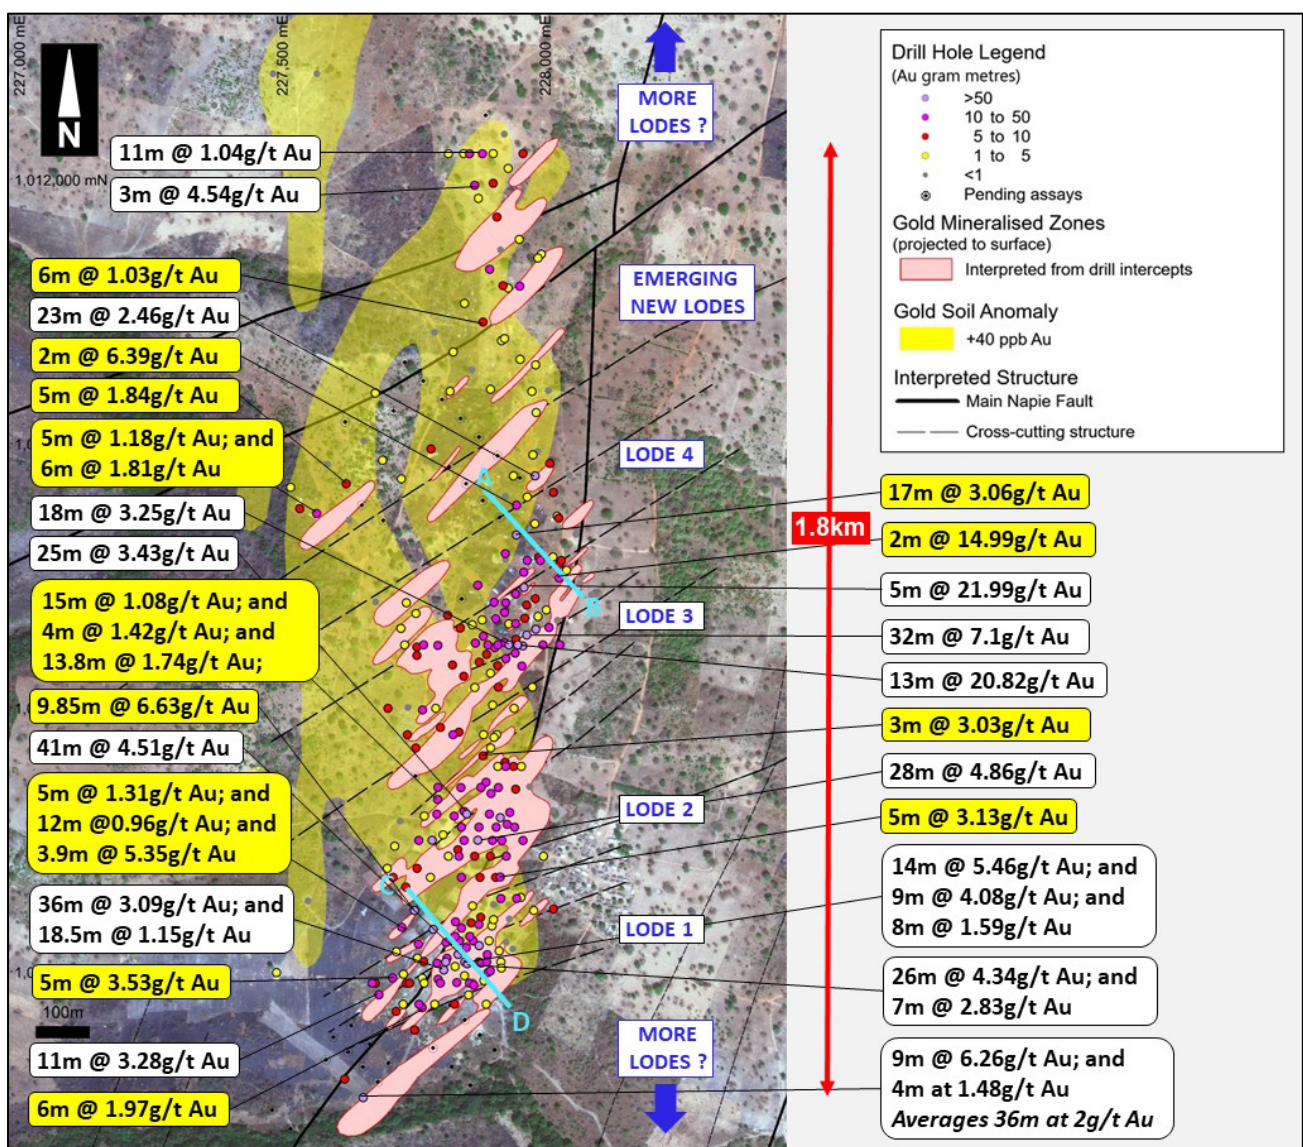 227,000 mE
227,500 mE
228,000 mE
N
1,012,000 mN
11m @ 1.04g/t Au
3m @ 4.54g/t Au
6m @ 1.03g/t Au
23m @ 2.46g/t Au
2m @ 6.39g/t Au
5m @ 1.84g/t Au
5m @ 1.18g/t Au; and
6m @ 1.81g/t Au
18m @ 3.25g/t Au
25m @ 3.43g/t Au
15m @ 1.08g/t Au; and
4m @ 1.42g/t Au; and
13.8m @ 1.74g/t Au;
9.85m @ 6.63g/t Au
41m @ 4.51g/t Au
5m @ 1.31g/t Au; and
12m @0.96g/t Au; and
3.9m @ 5.35g/t Au
36m @ 3.09g/t Au; and
18.5m @ 1.15g/t Au
5m @ 3.53g/t Au
100m
11m @ 3.28g/t Au
6m @ 1.97g/t Au
MORE
LODES ?
EMERGING
NEW LODES
LODE 4
LODE 3
LODE 2
LODE 1
MORE
LODES ?
A
B
C
D
1.8km
Drill Hole Legend
(Au gram metres)
>50
10 to 50
5 to 10
1 to 5
<1
Pending assays
Gold Mineralised Zones
(projected to surface)
Interpreted from drill intercepts
Gold Soil Anomaly
+40 ppb Au
Interpreted Structure
Main Napie Fault
Cross-cutting structure
17m @ 3.06g/t Au
2m @ 14.99g/t Au
5m @ 21.99g/t Au
32m @ 7.1g/t Au
13m @ 20.82g/t Au
3m @ 3.03g/t Au
28m @ 4.86g/t Au
5m @ 3.13g/t Au
14m @ 5.46g/t Au; and
9m @ 4.08g/t Au; and
8m @ 1.59g/t Au
26m @ 4.34g/t Au; and
7m @ 2.83g/t Au
9m @ 6.26g/t Au; and
4m at 1.48g/t Au
Averages 36m at 2g/t Au